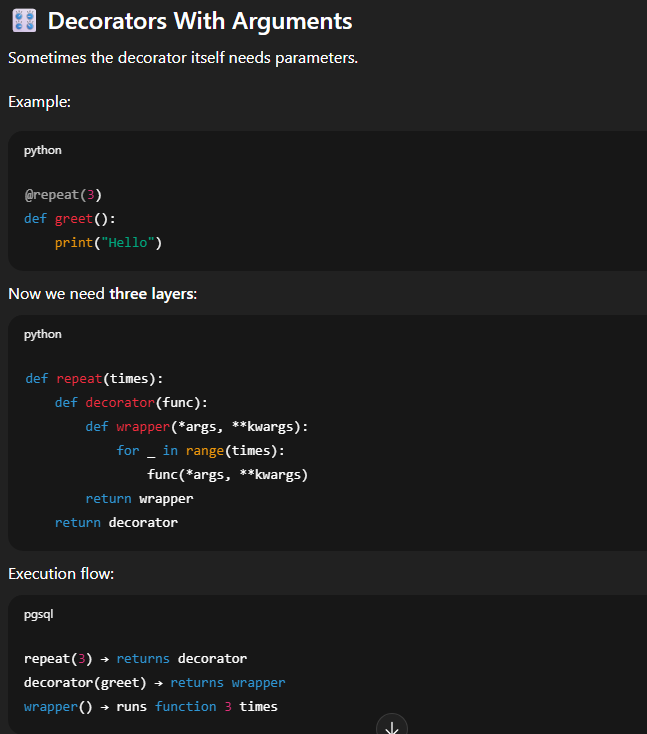 Decorators With Arguments
Sometimes the decorator itself needs parameters.
Example:
python
@repeat(3)
def greet():
    print("Hello")
Now we need three layers:
python
def repeat(times):
    def decorator(func):
        def wrapper(*args, **kwargs):
            for _ in range(times):
                func(*args, **kwargs)
        return wrapper
    return decorator
Execution flow:
pgsql
repeat(3) → returns decorator
decorator(greet) → returns wrapper
wrapper() → runs function 3 times